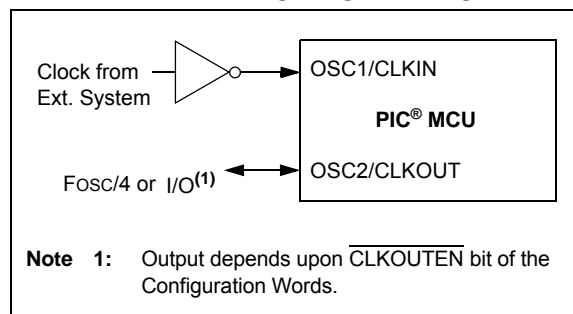 Clock from
Ext. System
OSC1/CLKIN
PIC® MCU
FOSC/4 or I/O(1)
OSC2/CLKOUT
Note 1: Output depends upon CLKOUTEN bit of the
Configuration Words.